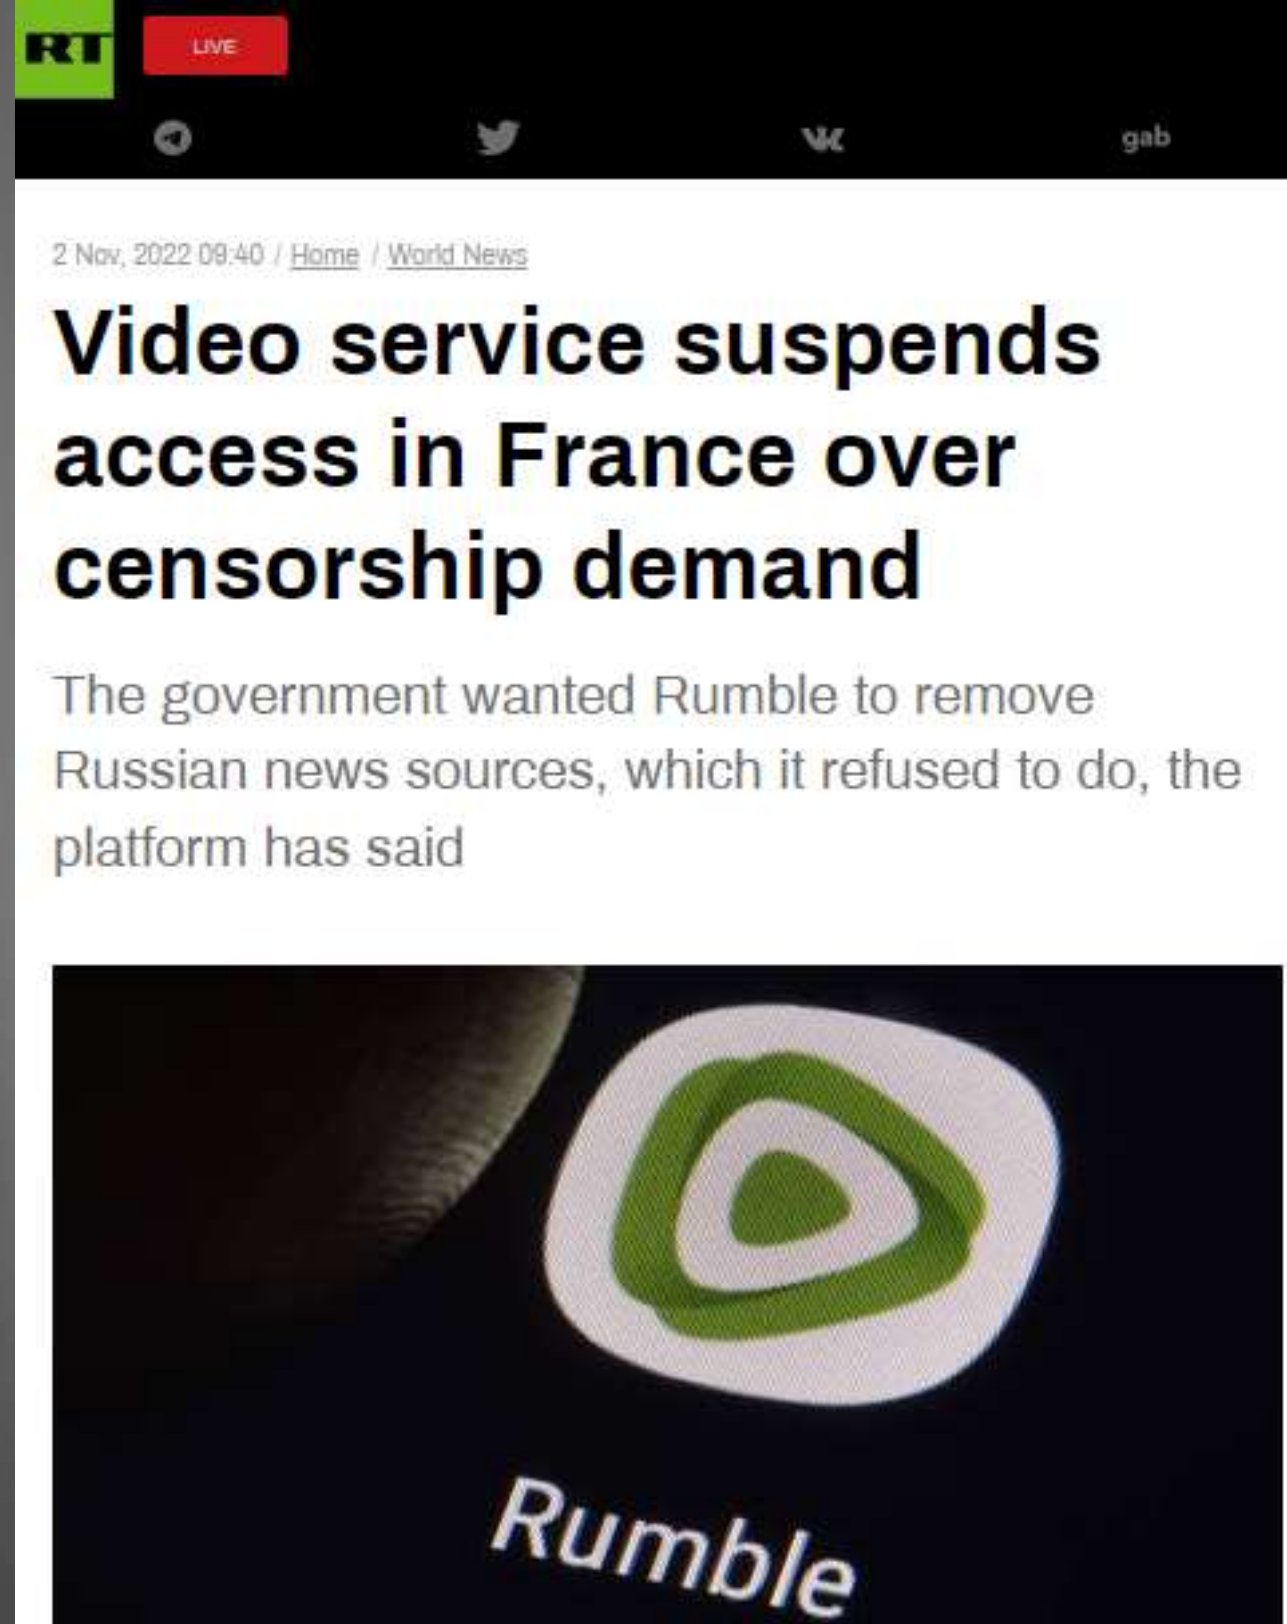 RT
LIVE
gab
2 Nov, 2022 09:40 / Home / World News
Video service suspends
access in France over
censorship demand
The government wanted Rumble to remove
Russian news sources, which it refused to do, the
platform has said
Rumble